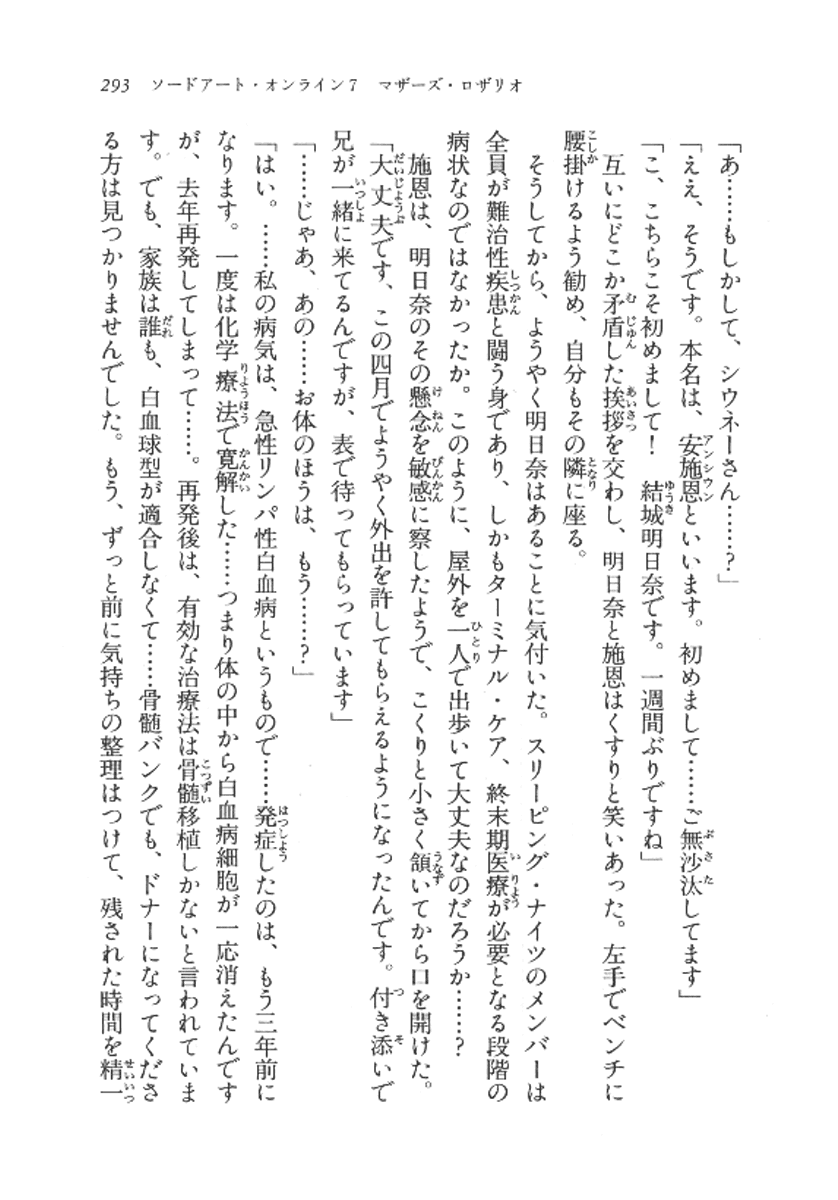 293 ソードアート・オンライン7 マザーズ・ロザリオ
「あ……もしかして、シウネーさん……?」
「ええ、そうです。本名は、安施恩といいます。初めまして……ご無沙汰してます」
「こ、こちらこそ初めまして! 結城明日奈です。一週間ぶりですね」
互いにどこか矛盾した挨拶を交わし、明日奈と施恩はくすりと笑いあった。左手でベンチに
腰掛けるよう勧め、自分もその隣に座る。
そうしてから、ようやく明日奈はあることに気付いた。スリーピング・ナイツのメンバーは
全員が難治性疾患と闘う身であり、しかもターミナル・ケア、終末期医療が必要となる段階の
病状なのではなかったか。このように、屋外を一人で出歩いて大丈夫なのだろうか……?
施恩は、明日奈のその懸念を敏感に察したようで、こくりと小さく頷いてから口を開けた。
「大丈夫です、この四月でようやく外出を許してもらえるようになったんです。付き添いで
兄が一緒に来てるんですが、表で待ってもらっています」
「……じゃあ、あの……お体のほうは、もう……?」
「はい。……私の病気は、急性リンパ性白血病というもので……発症したのは、もう三年前に
なります。一度は化学療法で寛解した……つまり体の中から白血病細胞が一応消えたんです
が、去年再発してしまって……。再発後は、有効な治療法は骨髄移植しかないと言われていま
す。でも、家族は誰も、白血球型が適合しなくて……骨髄バンクでも、ドナーになってくださ
る方は見つかりませんでした。もう、ずっと前に気持ちの整理はつけて、残された時間を精一